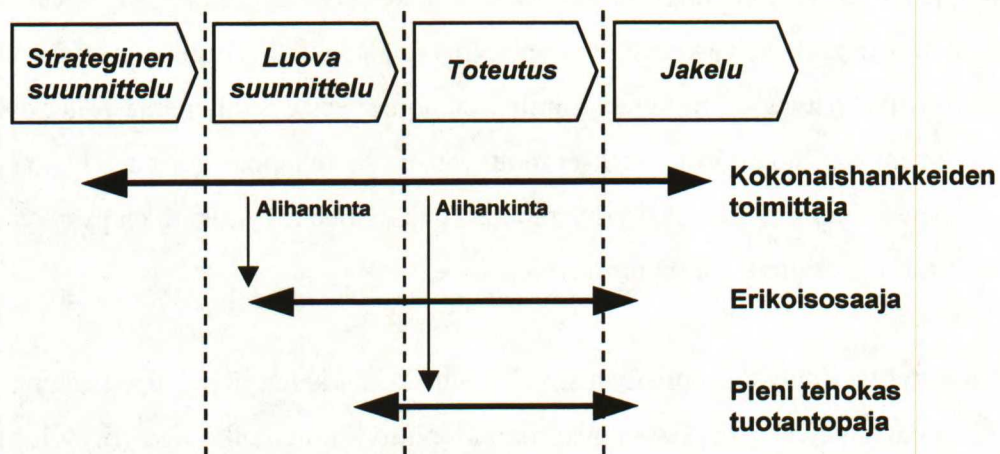 Strateginen
suunnittelu
Luova
suunnittelu
Toteutus
Jakelu
Kokonaishankkeiden
toimittaja
Alihankinta
Alihankinta
Erikoisosaaja
Pieni tehokas
tuotantopaja